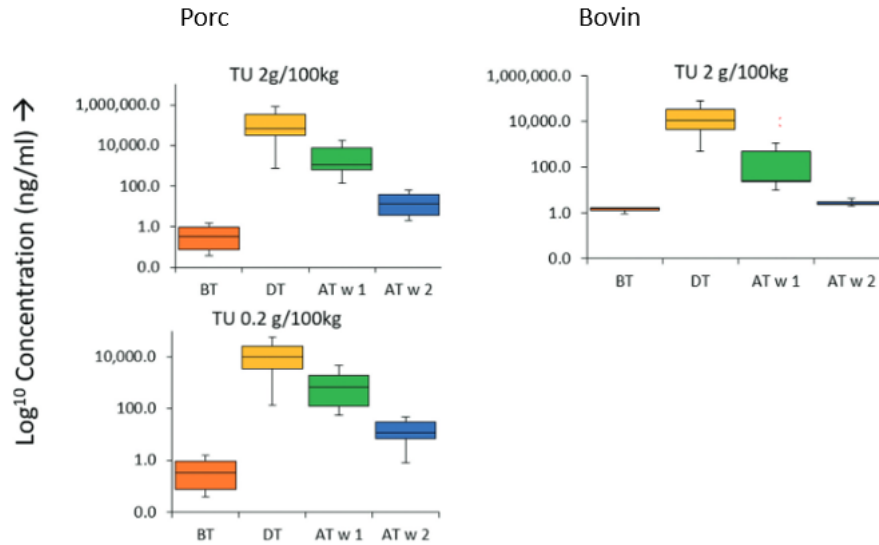 Porc
Bovin
Log10 Concentration (ng/ml) →
TU 2g/100kg
1,000,000.0
10,000.0
100.0
1.0
0.0
BT DT AT w 1 AT w 2
TU 2 g/100kg
1,000,000.0
10,000.0
100.0
1.0
0.0
BT DT AT w 1 AT w 2
TU 0.2 g/100kg
10,000.0
100.0
1.0
0.0
BT DT AT w 1 AT w 2